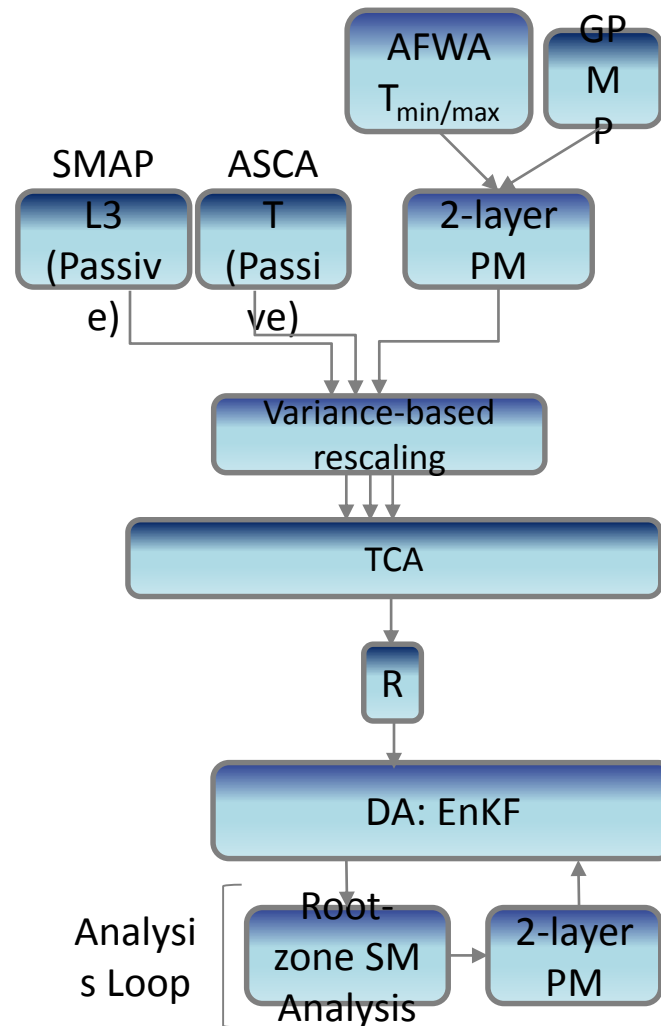 AFWA
T min/max
GP
M
P
SMAP
L3
(Passiv
e)
ASCA
T
(Passi
ve)
2-layer
PM
Variance-based
rescaling
TCA
R
DA: EnKF
Analysi
s Loop
Root-
zone SM
Analysis
2-layer
PM